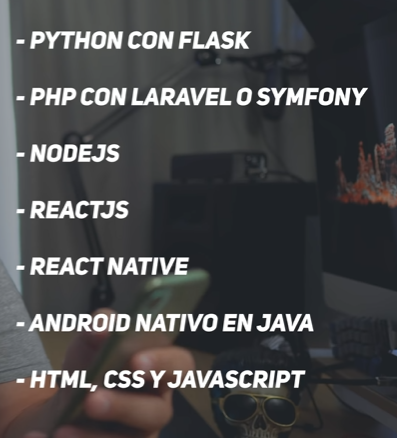 - PYTHON CON FLASK
- PHP CON LARAVEL O SYMFONY
- NODEJS
- REACTJS
- REACT NATIVE
- ANDROID NATIVO EN JAVA
- HTML, CSS Y JAVASCRIPT